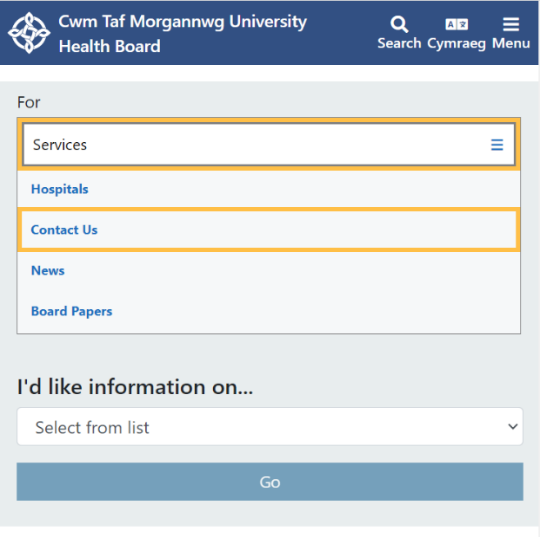 Cwm Taf Morgannwg University
Health Board
Search Cymraeg Menu
For
Services
Hospitals
Contact Us
News
Board Papers
I'd like information on...
Select from list
Go